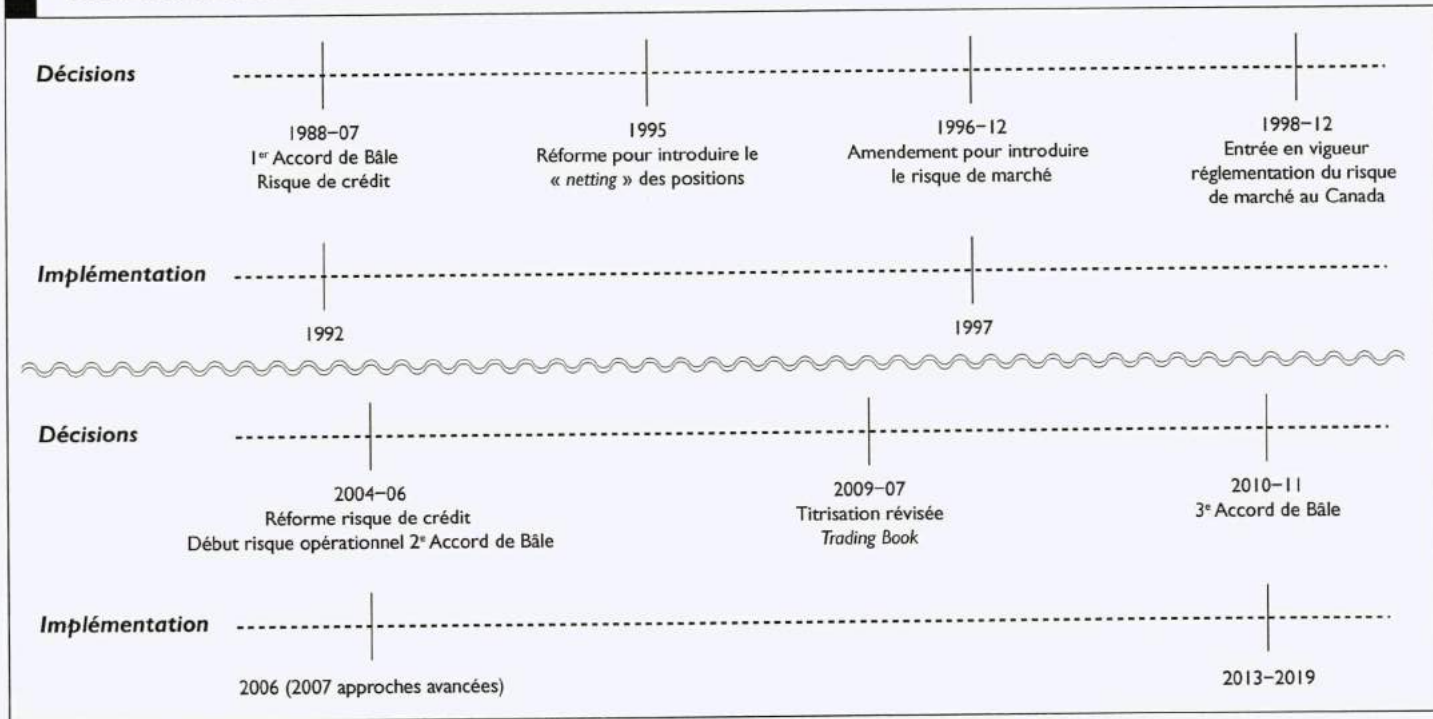 Décisions
1988–07
1er Accord de Bâle
Risque de crédit
1995
Réforme pour introduire le
« netting » des positions
1996–12
Amendement pour introduire
le risque de marché
1998–12
Entrée en vigueur
réglementation du risque
de marché au Canada
Implémentation
1992
1997
Décisions
2004–06
Réforme risque de crédit
Début risque opérationnel 2e Accord de Bâle
2009–07
Titrisation révisée
Trading Book
2010–11
3e Accord de Bâle
Implémentation
2006 (2007 approches avancées)
2013–2019